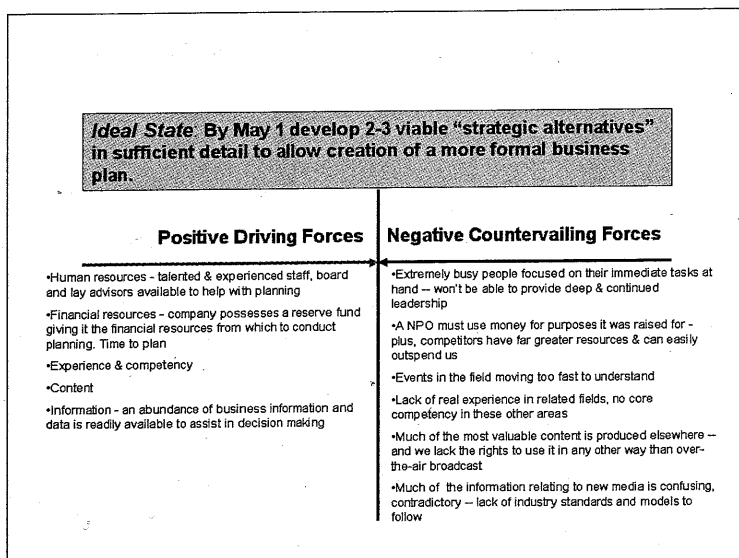 Ideal State: By May 1 develop 2-3 viable “strategic alternatives”
in sufficient detail to allow creation of a more formal business
plan.
Positive Driving Forces
•Human resources - talented & experienced staff, board
and lay advisors available to help with planning
•Financial resources - company possesses a reserve fund
giving it the financial resources from which to conduct
planning. Time to plan
•Experience & competency
•Content
•Information - an abundance of business information and
data is readily available to assist in decision making
Negative Countervailing Forces
•Extremely busy people focused on their immediate tasks at
hand -- won't be able to provide deep & continued
leadership
•A NPO must use money for purposes it was raised for -
plus, competitors have far greater resources & can easily
outspend us
•Events in the field moving too fast to understand
•Lack of real experience in related fields, no core
competency in these other areas
•Much of the most valuable content is produced elsewhere --
and we lack the rights to use it in any other way than over-
the-air broadcast
•Much of the information relating to new media is confusing,
contradictory -- lack of industry standards and models to
follow